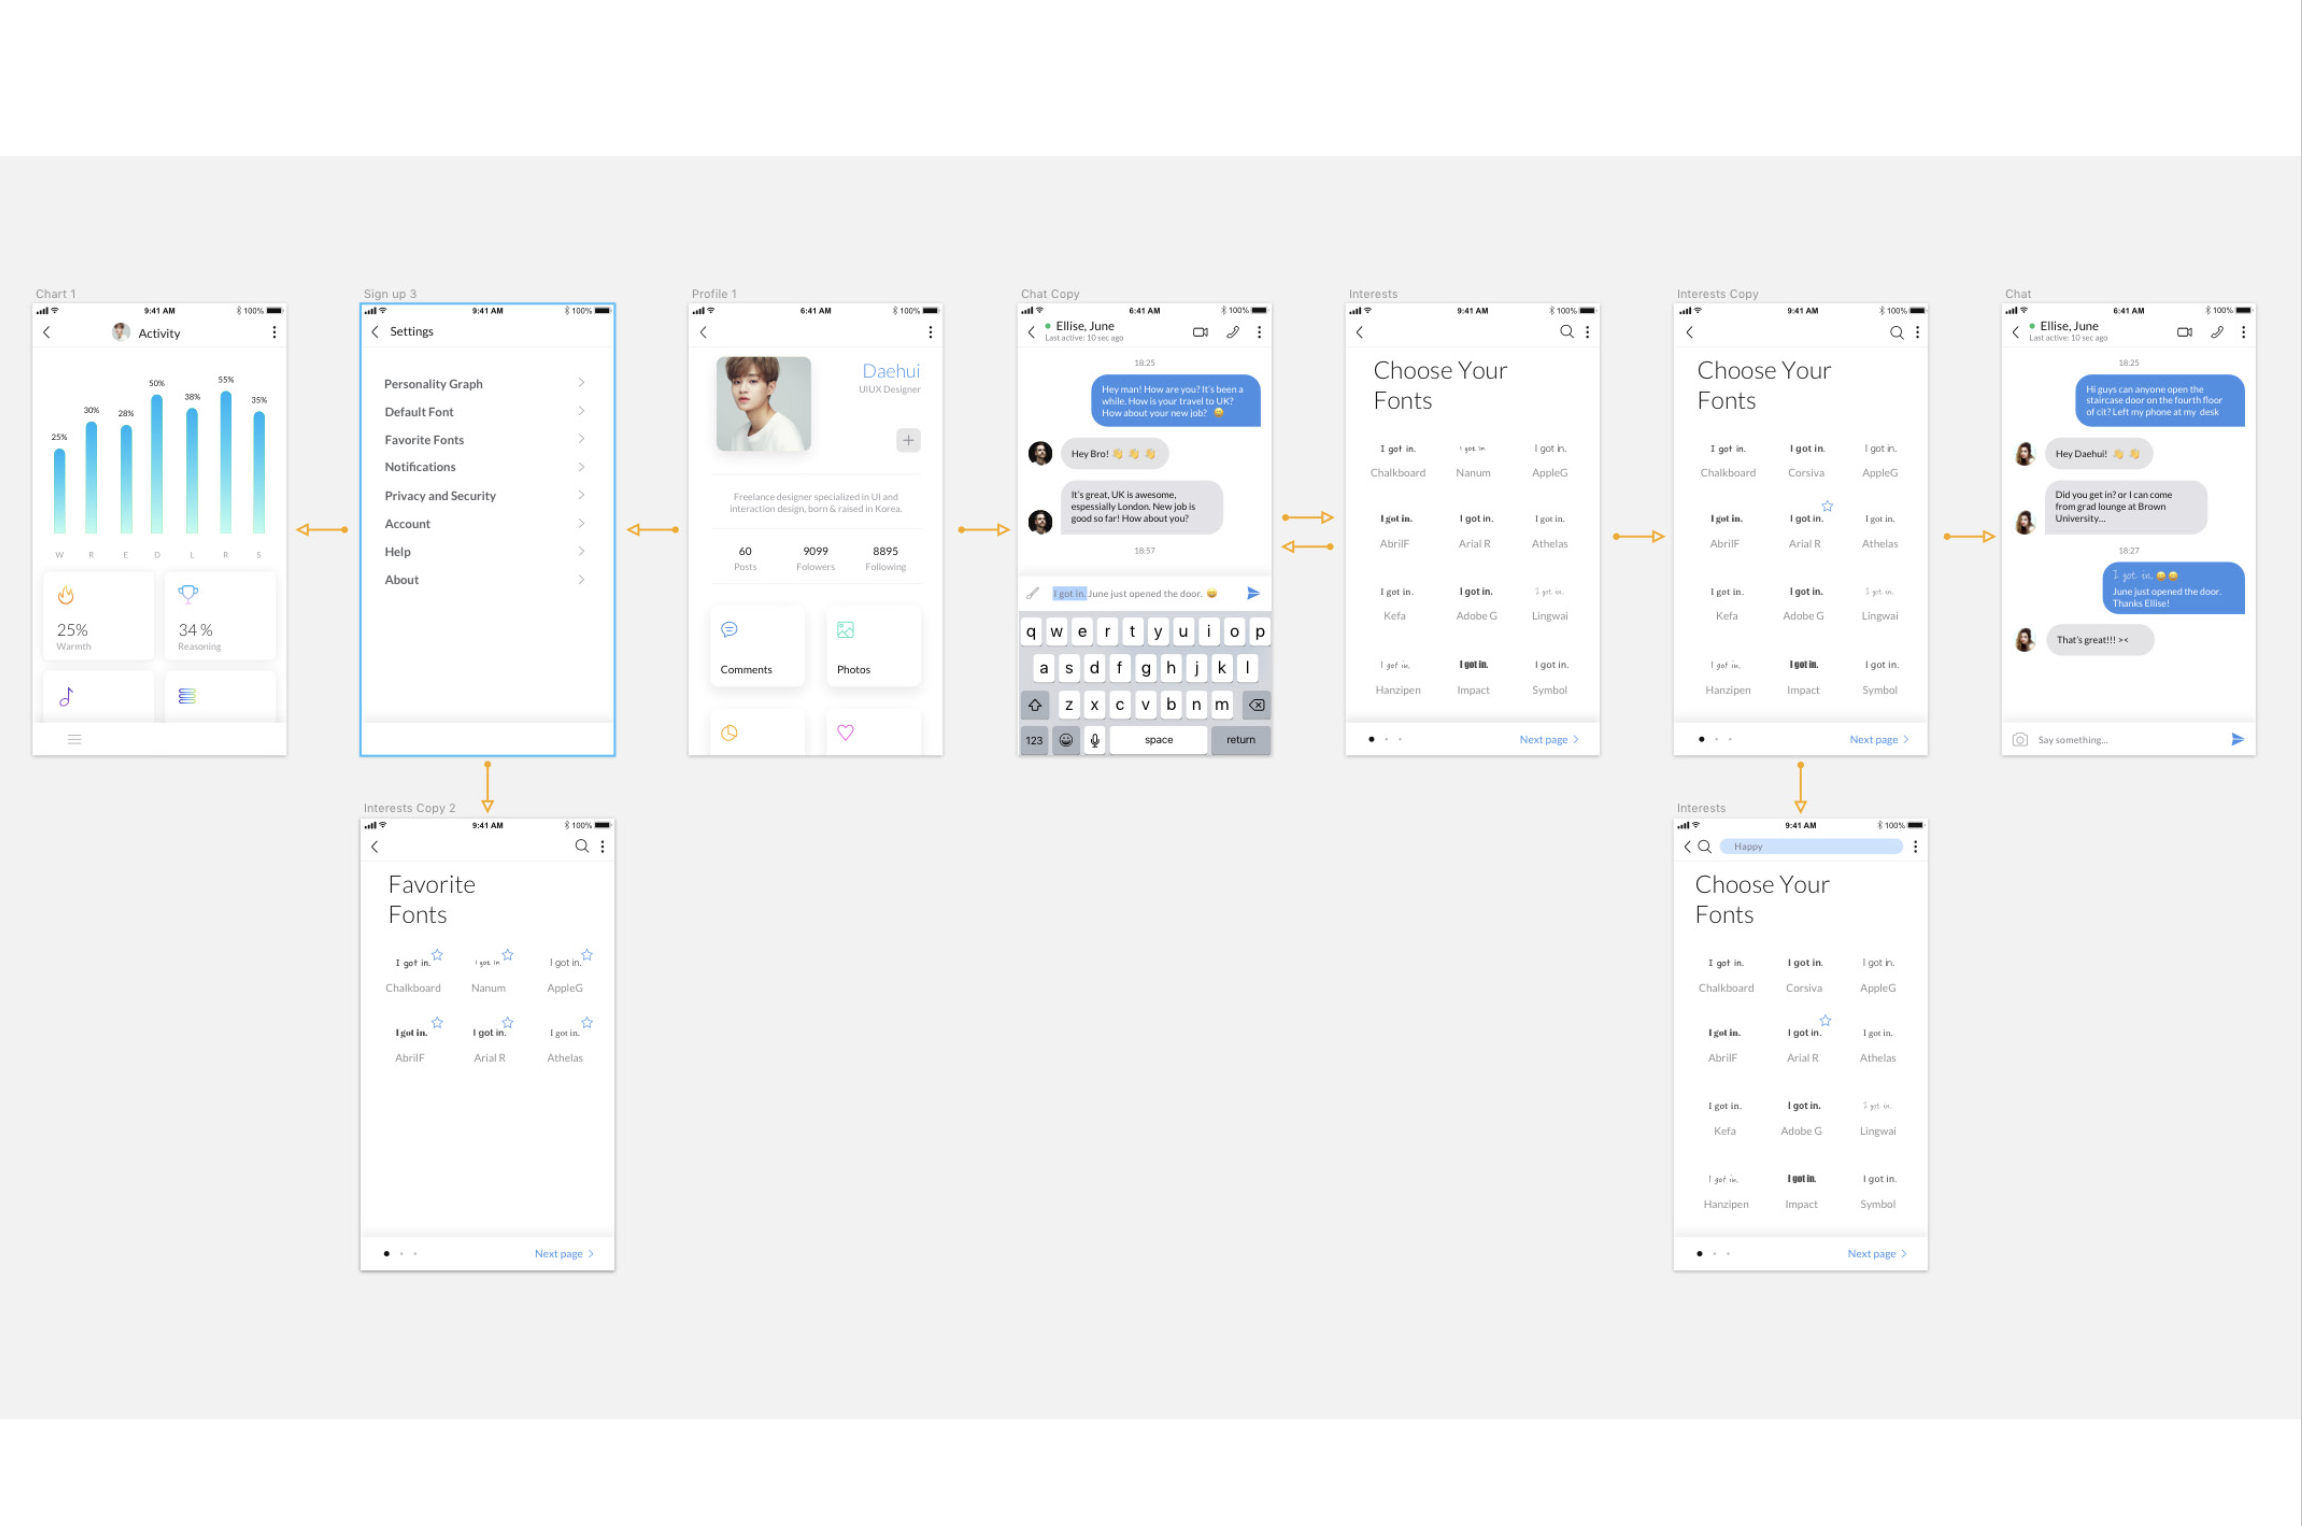 Chart 1
9:41 AM
100%
Activity
25%
30%
28%
50%
38%
55%
35%
W R E D L R S
25%
Warmth
34 %
Reasoning
Sign up 3
9:41 AM
100%
Settings
Personality Graph
Default Font
Favorite Fonts
Notifications
Privacy and Security
Account
Help
About
Profile 1
6:41 AM
100%
Daehui
UIUX Designer
+
Freelance designer specialized in UI and
interaction design, born & raised in Korea.
60 9099 8895
Posts Folowers Following
Comments Photos
Chat Copy
6:41 AM
100%
Ellise, June
Last active: 10 sec ago
18:25
Hey man! How are you? It's been a
while. How is your travel to UK?
How about your new job? 😄
Hey Bro! 👋 👋 👋
It's great, UK is awesome,
espessially London. New job is
good so far! How about you?
18:57
I got in. June just opened the door. 😄
q w e r t y u i o p
a s d f g h j k l
z x c v b n m
123 space return
Interests
9:41 AM
100%
Choose Your
Fonts
I got in. I got in. I got in.
Chalkboard Nanum AppleG
I got in. I got in. I got in.
AbrilF Arial R Athelas
I got in. I got in. I got in.
Kefa Adobe G Lingwai
I got in. I got in. I got in.
Hanzipen Impact Symbol
Next page >
Interests Copy
9:41 AM
100%
Choose Your
Fonts
I got in. I got in. I got in.
Chalkboard Corsiva AppleG
I got in. I got in. I got in.
AbrilF Arial R Athelas
I got in. I got in. I got in.
Kefa Adobe G Lingwai
I got in. I got in. I got in.
Hanzipen Impact Symbol
Next page >
Chat
6:41 AM
100%
Ellise, June
Last active: 10 sec ago
18:25
Hi guys can anyone open the
staircase door on the fourth floor
of cit? Left my phone at my desk
Hey Daehui! 👋 👋
Did you get in? or I can come
from grad lounge at Brown
University...
18:27
I got in. 😄😄
June just opened the door.
Thanks Ellise!
That's great!!! ><
Say something...
Interests Copy 2
9:41 AM
100%
Favorite
Fonts
I got in. I got in I got in.
Chalkboard Nanum AppleG
I got in. I got in. I got in.
AbrilF Arial R Athelas
Next page >
Interests
9:41 AM
100%
Happy
Choose Your
Fonts
I got in. I got in. I got in.
Chalkboard Corsiva AppleG
I got in. I got in. I got in.
AbrilF Arial R Athelas
I got in. I got in. I got in.
Kefa Adobe G Lingwai
I got in. I got in. I got in.
Hanzipen Impact Symbol
Next page >